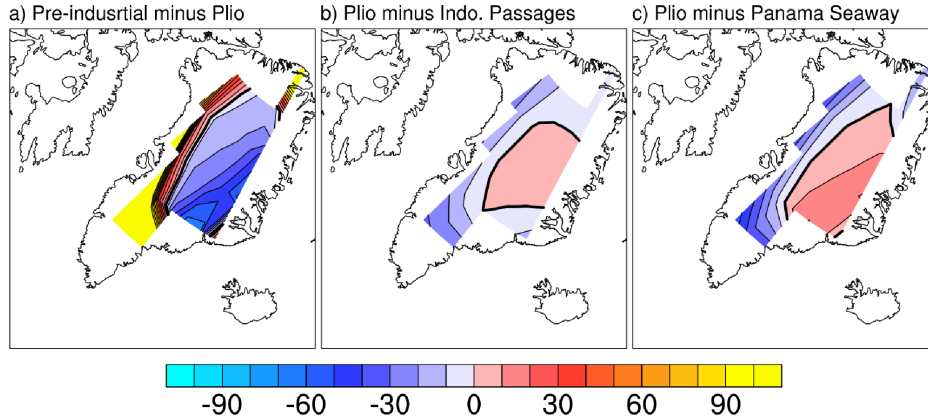 a) Pre-indusrtial minus Plio
b) Plio minus Indo. Passages
c) Plio minus Panama Seaway
-90 -60 -30 0 30 60 90